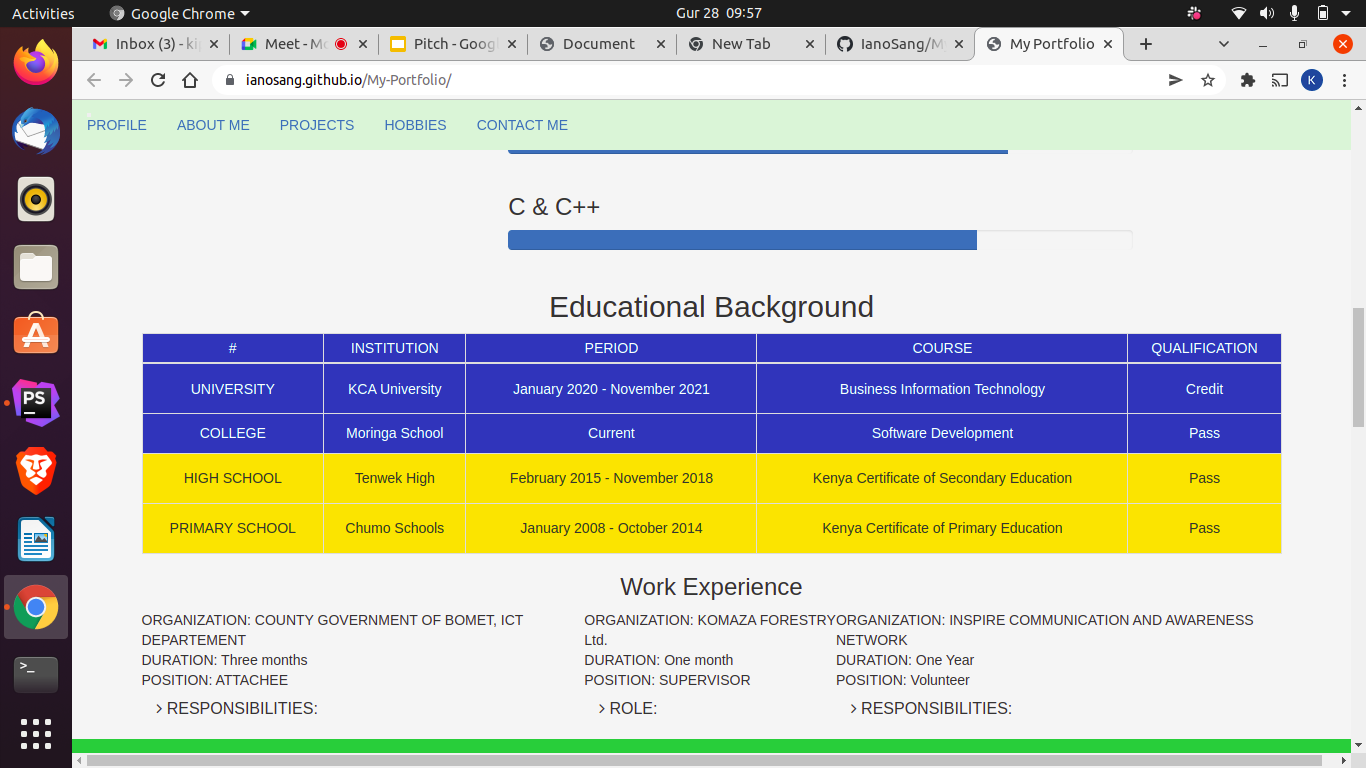 Activities Google Chrome Gur 28 09:57
Inbox (3) - ki Meet - Mo Pitch - Goog Document New Tab IanoSang/My My Portfolio
ianosang.github.io/My-Portfolio/ K
PROFILE ABOUT ME PROJECTS HOBBIES CONTACT ME
C & C++
Educational Background
# INSTITUTION PERIOD COURSE QUALIFICATION
UNIVERSITY KCA University January 2020 - November 2021 Business Information Technology Credit
COLLEGE Moringa School Current Software Development Pass
HIGH SCHOOL Tenwek High February 2015 - November 2018 Kenya Certificate of Secondary Education Pass
PRIMARY SCHOOL Chumo Schools January 2008 - October 2014 Kenya Certificate of Primary Education Pass
Work Experience
ORGANIZATION: COUNTY GOVERNMENT OF BOMET, ICT
DEPARTEMENT
DURATION: Three months
POSITION: ATTACHEE
> RESPONSIBILITIES:
ORGANIZATION: KOMAZA FORESTRY
Ltd.
DURATION: One month
POSITION: SUPERVISOR
> ROLE:
ORGANIZATION: INSPIRE COMMUNICATION AND AWARENESS
NETWORK
DURATION: One Year
POSITION: Volunteer
> RESPONSIBILITIES:
PS
>_